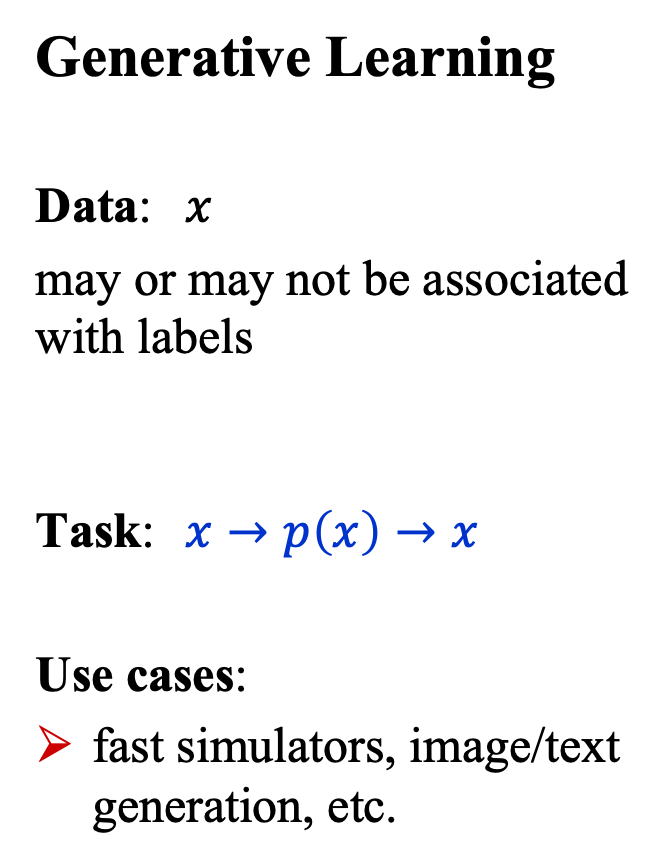 Generative Learning
Data: x
may or may not be associated
with labels
Task: x → p(x) → x
Use cases:
➢ fast simulators, image/text
generation, etc.